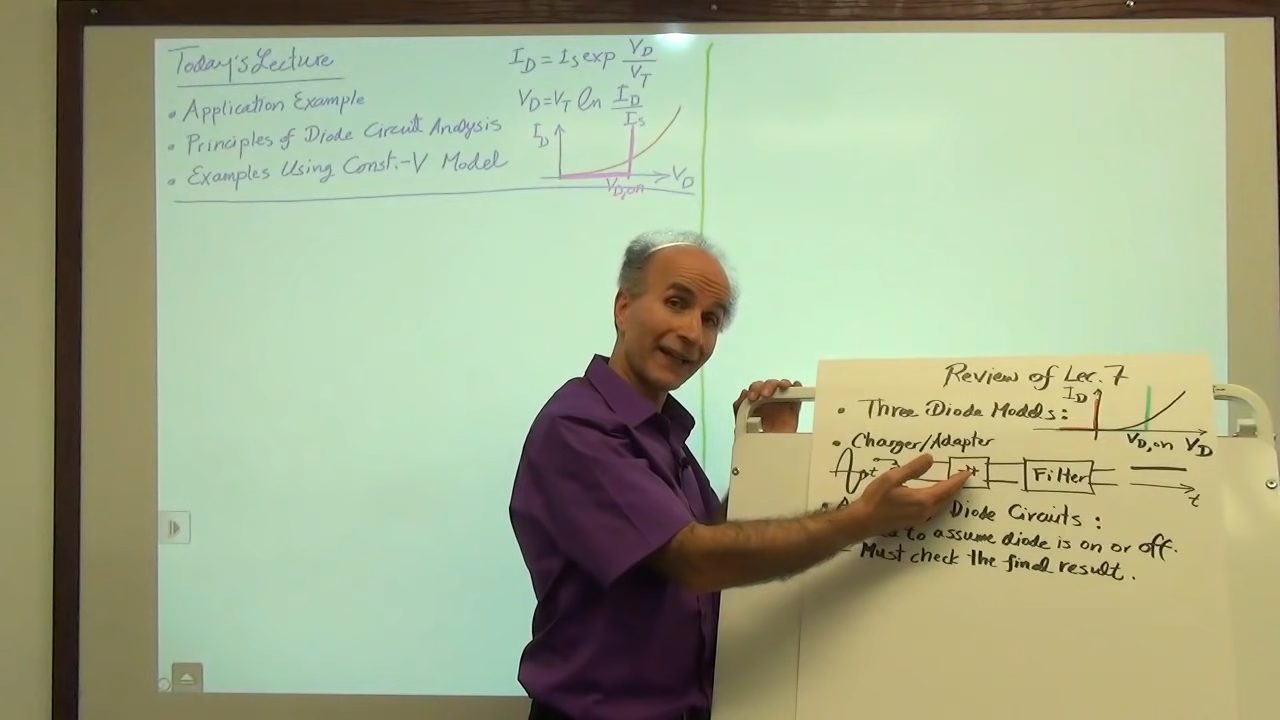 Today's Lecture
• Application Example
• Principles of Diode Circuit Analysis
• Examples Using Const.-V Model
I_D = I_S exp V_D/V_T
V_D = V_T ln I_D/I_S
I_D
V_D,on
V_D
Review of Lec. 7
• Three Diode Models:
I_D
V_D,on V_D
• Charger/Adapter
t
Filter
t
Diode Circuits:
to assume diode is on or off.
– Must check the final result.